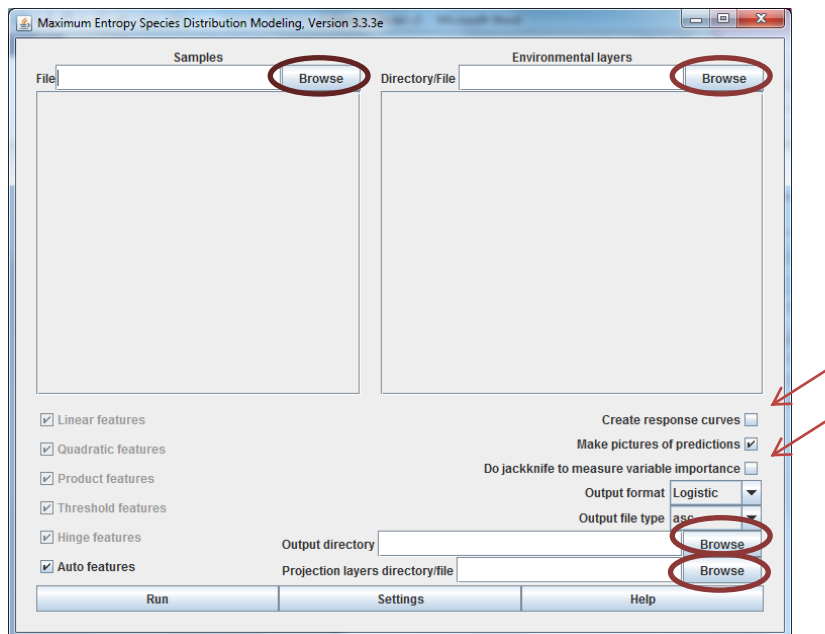 Maximum Entropy Species Distribution Modeling, Version 3.3.3e
Samples
Environmental layers
File Browse
Directory/File Browse
Linear features
Quadratic features
Product features
Threshold features
Hinge features
Auto features
Create response curves
Make pictures of predictions
Do jackknife to measure variable importance
Output format Logistic
Output file type asc
Output directory Browse
Projection layers directory/file Browse
Run Settings Help